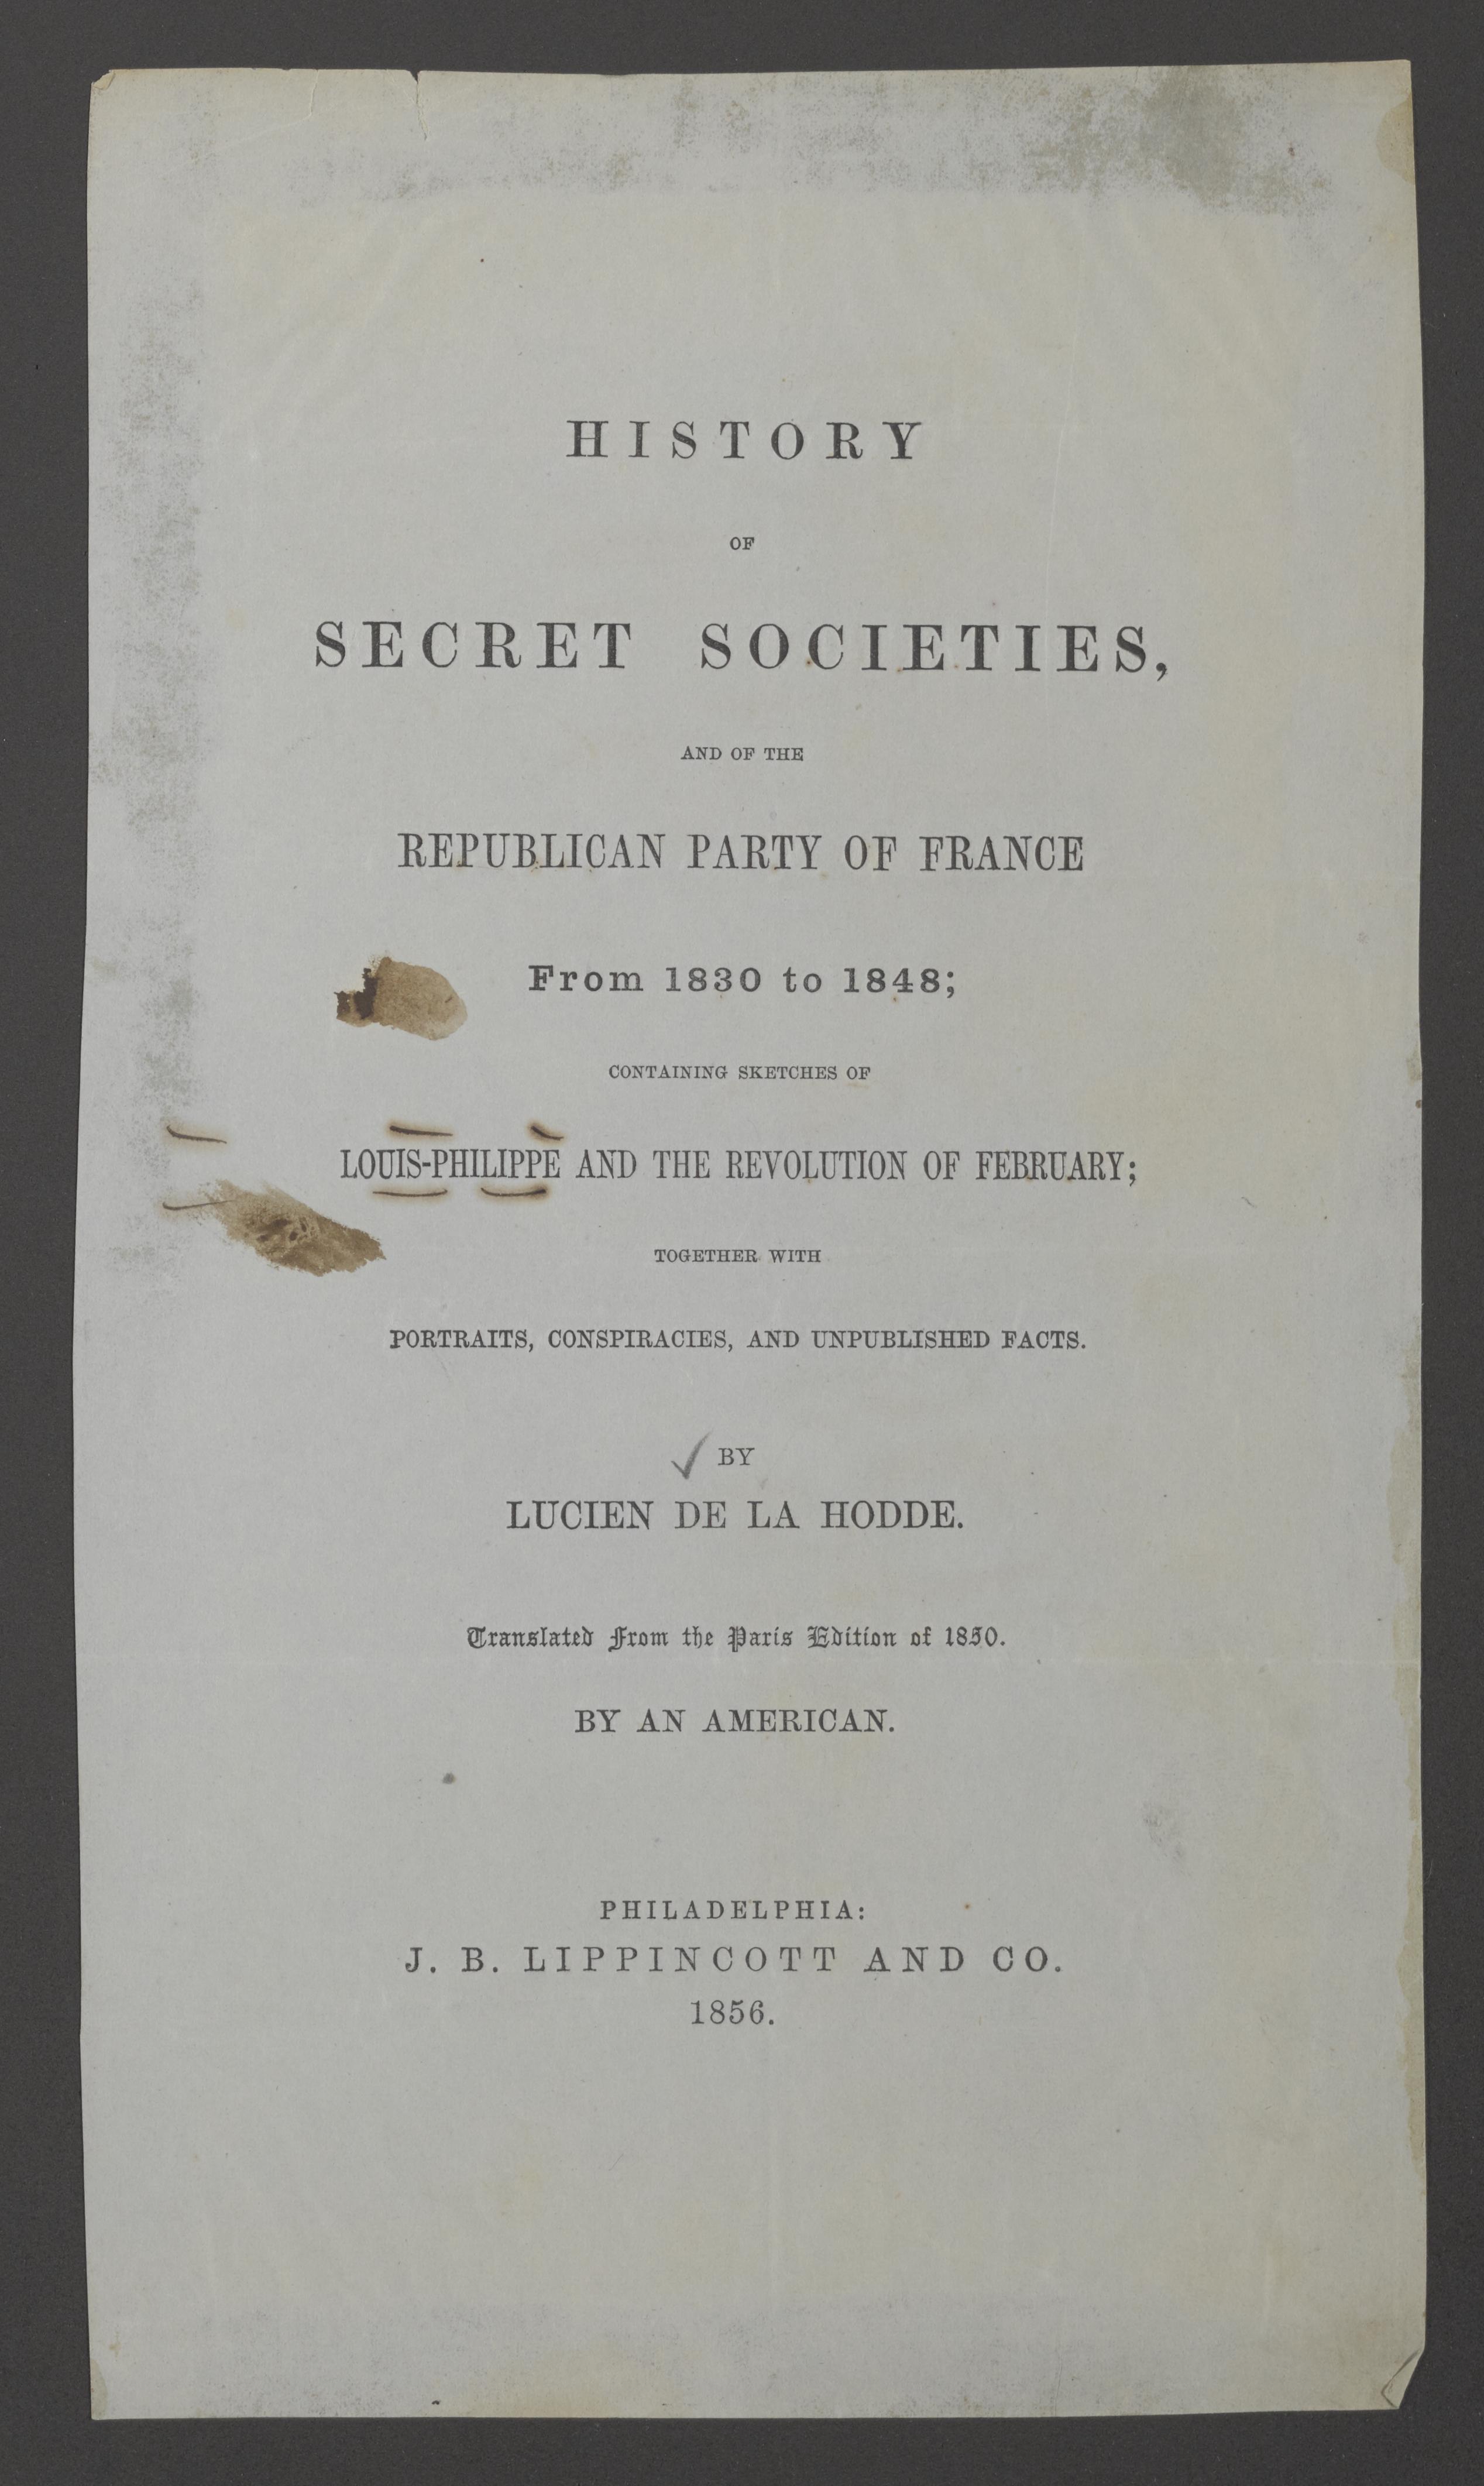 HISTORY
OF
SECRET SOCIETIES,
AND OF THE
REPUBLICAN PARTY OF FRANCE
From 1830 to 1848;
CONTAINING SKETCHES OF
LOUIS-PHILIPPE AND THE REVOLUTION OF FEBRUARY;
TOGETHER WITH
PORTRAITS, CONSPIRACIES, AND UNPUBLISHED FACTS.
BY
LUCIEN DE LA HODDE.
Translated From the Paris Edition of 1850.
BY AN AMERICAN.
PHILADELPHIA:
J. B. LIPPINCOTT AND CO.
1856.